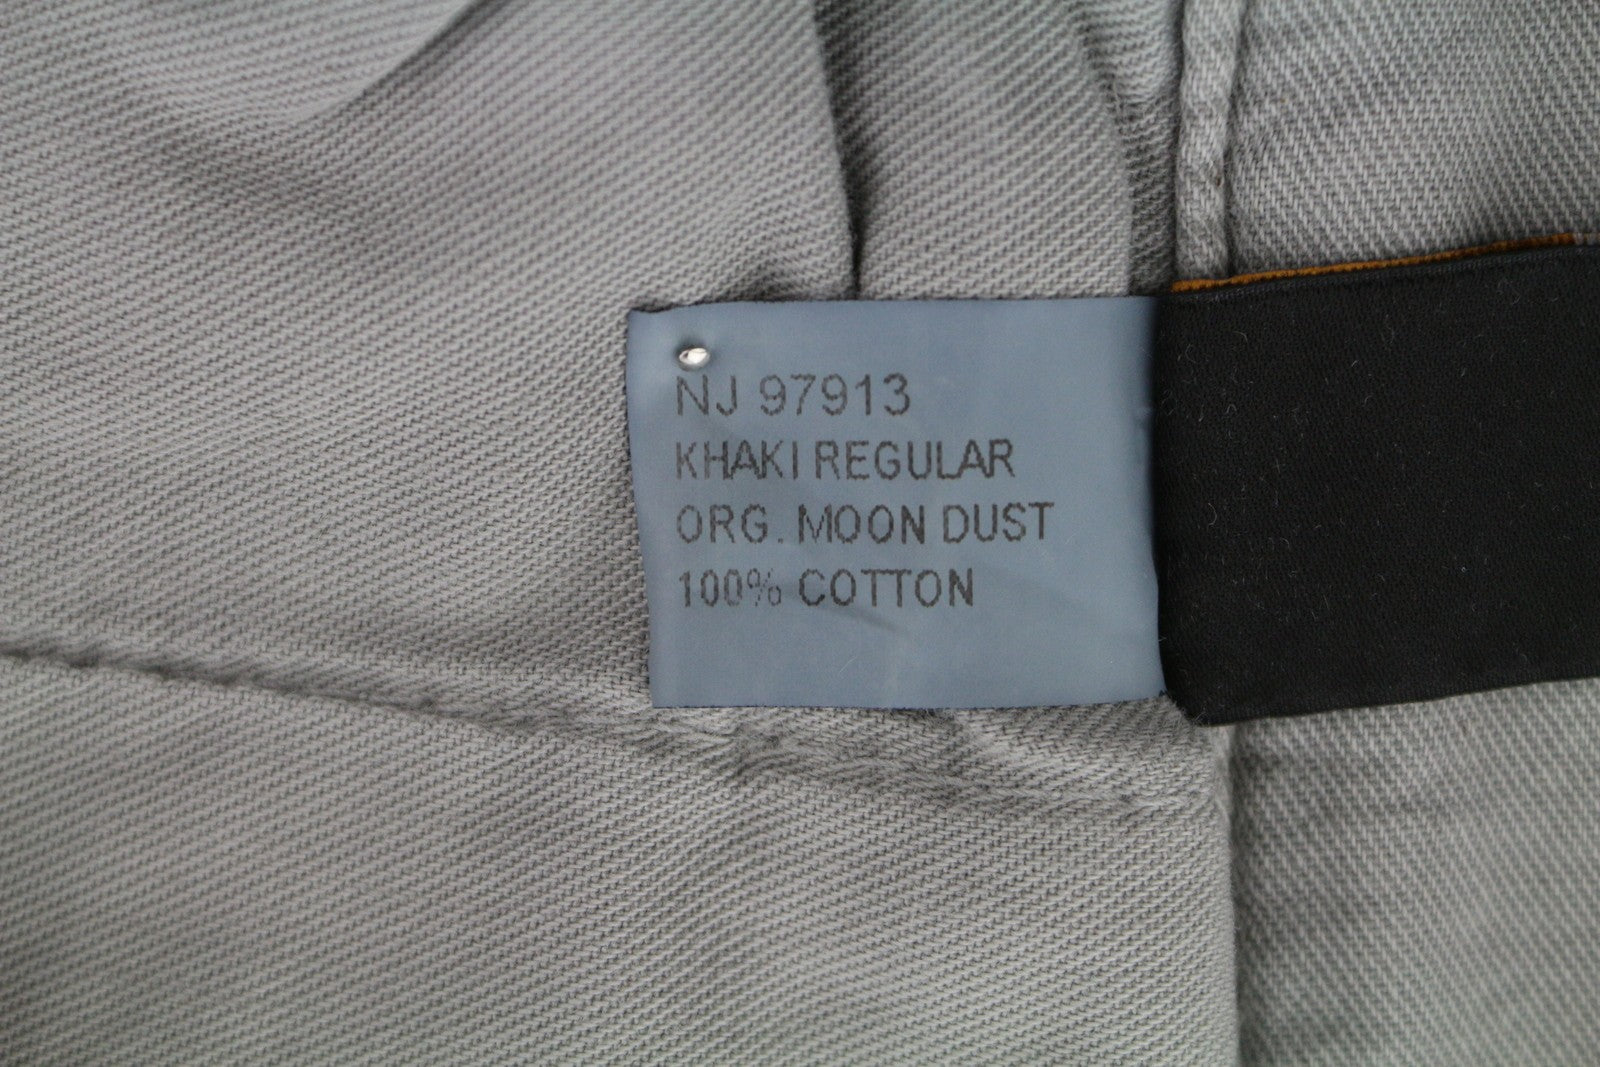 NJ 97913
KHAKI REGULAR
ORG. MOON DUST
100% COTTON